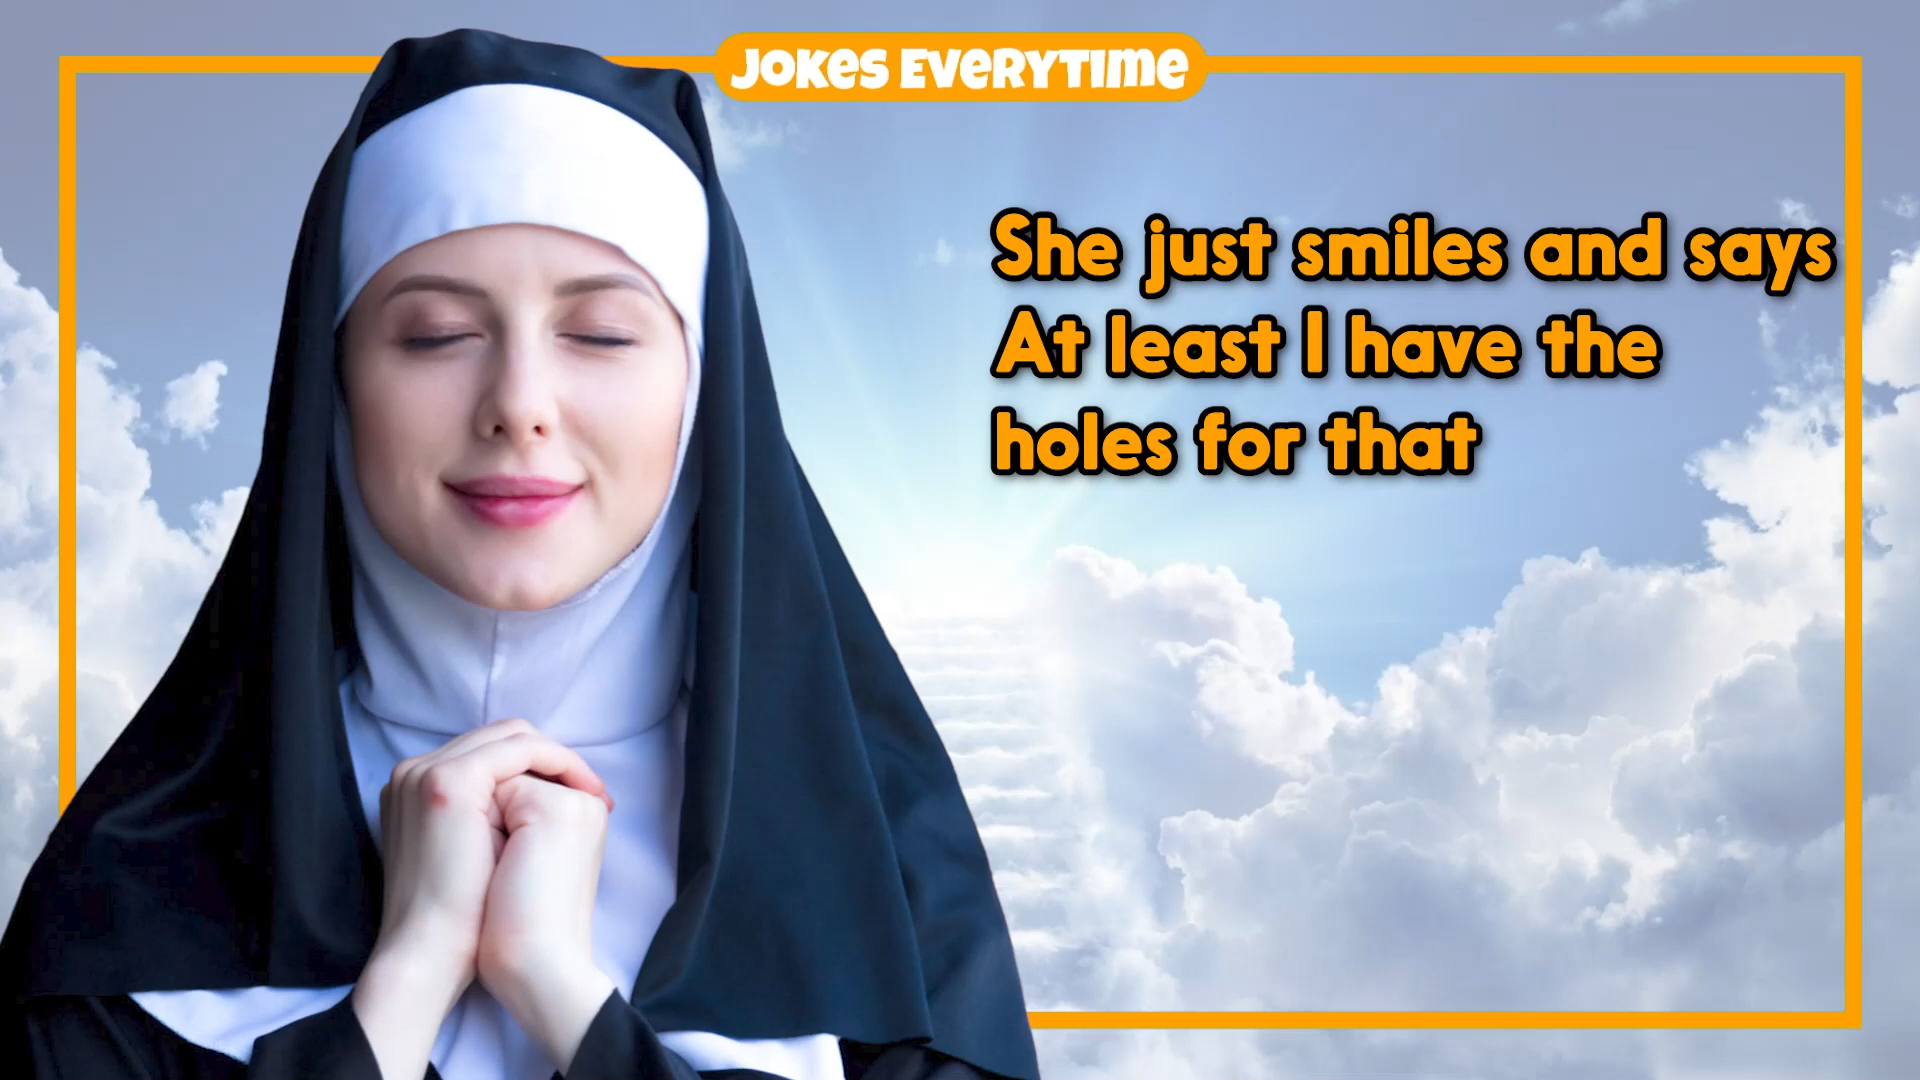 JOKES EVERYTIME
She just smiles and says
At least I have the
holes for that